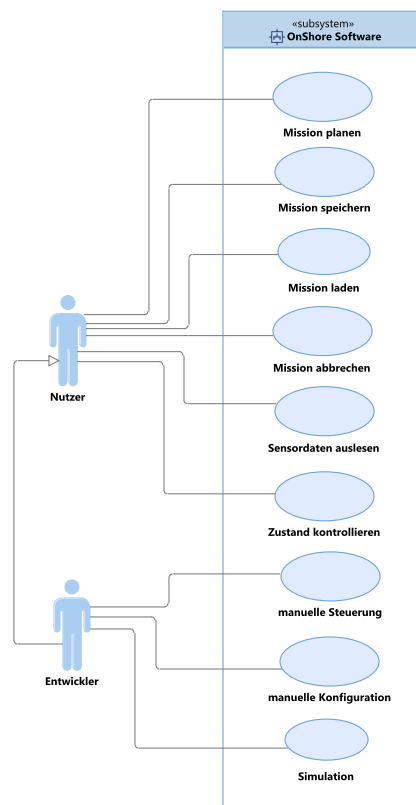 «subsystem»
OnShore Software
Mission planen
Mission speichern
Mission laden
Mission abbrechen
Nutzer
Sensordaten auslesen
Zustand kontrollieren
manuelle Steuerung
Entwickler
manuelle Konfiguration
Simulation